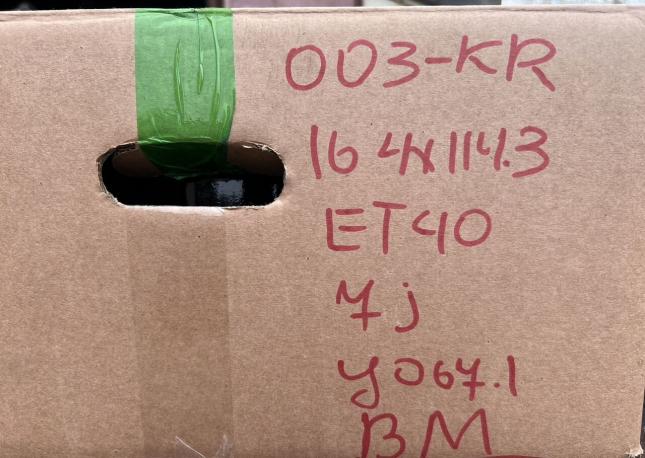 003-KR
16 4x114.3
ET40
7j
y067.1
BM